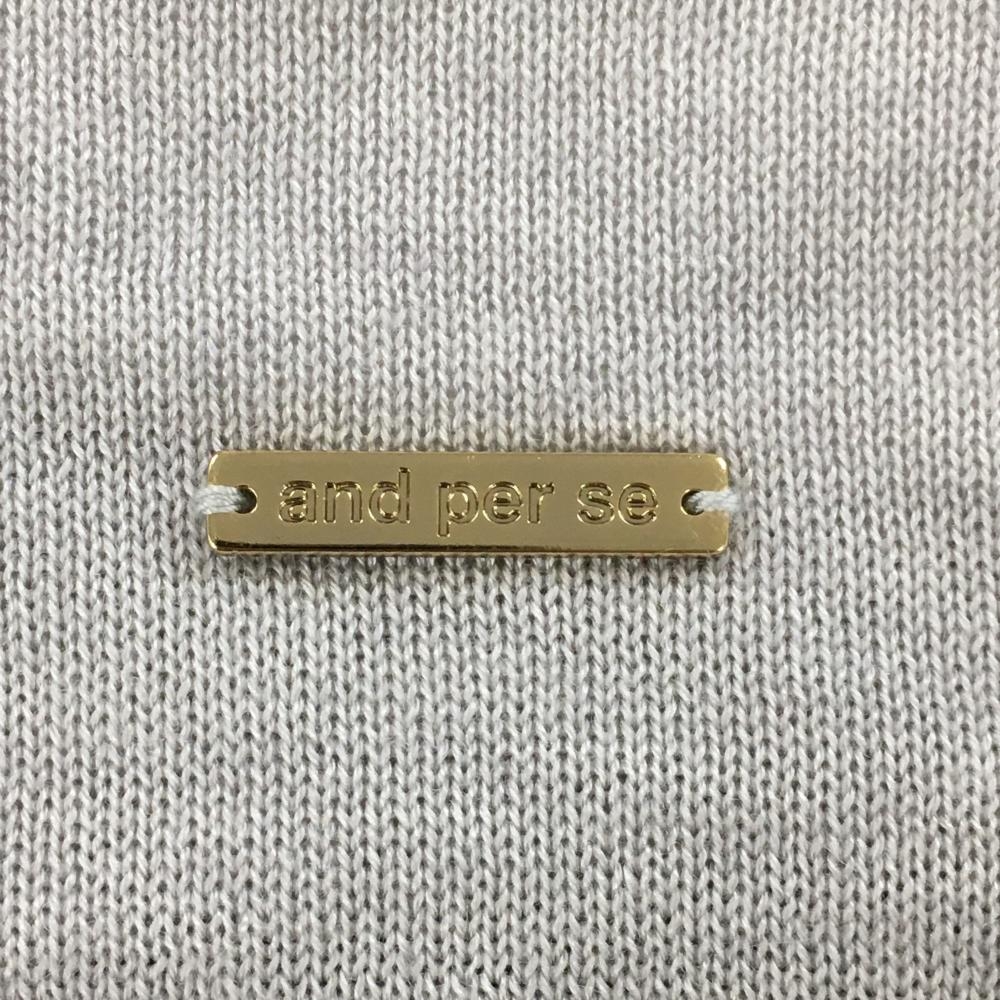 and per se